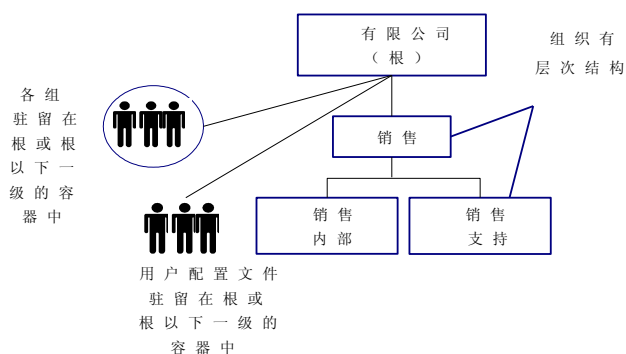 有限公司
（根）
组织有
层次结构
各组
驻留在
根或根
以下一
级的容
器中
销售
销售
内部
销售
支持
用户配置文件
驻留在根或
根以下一级的
容器中